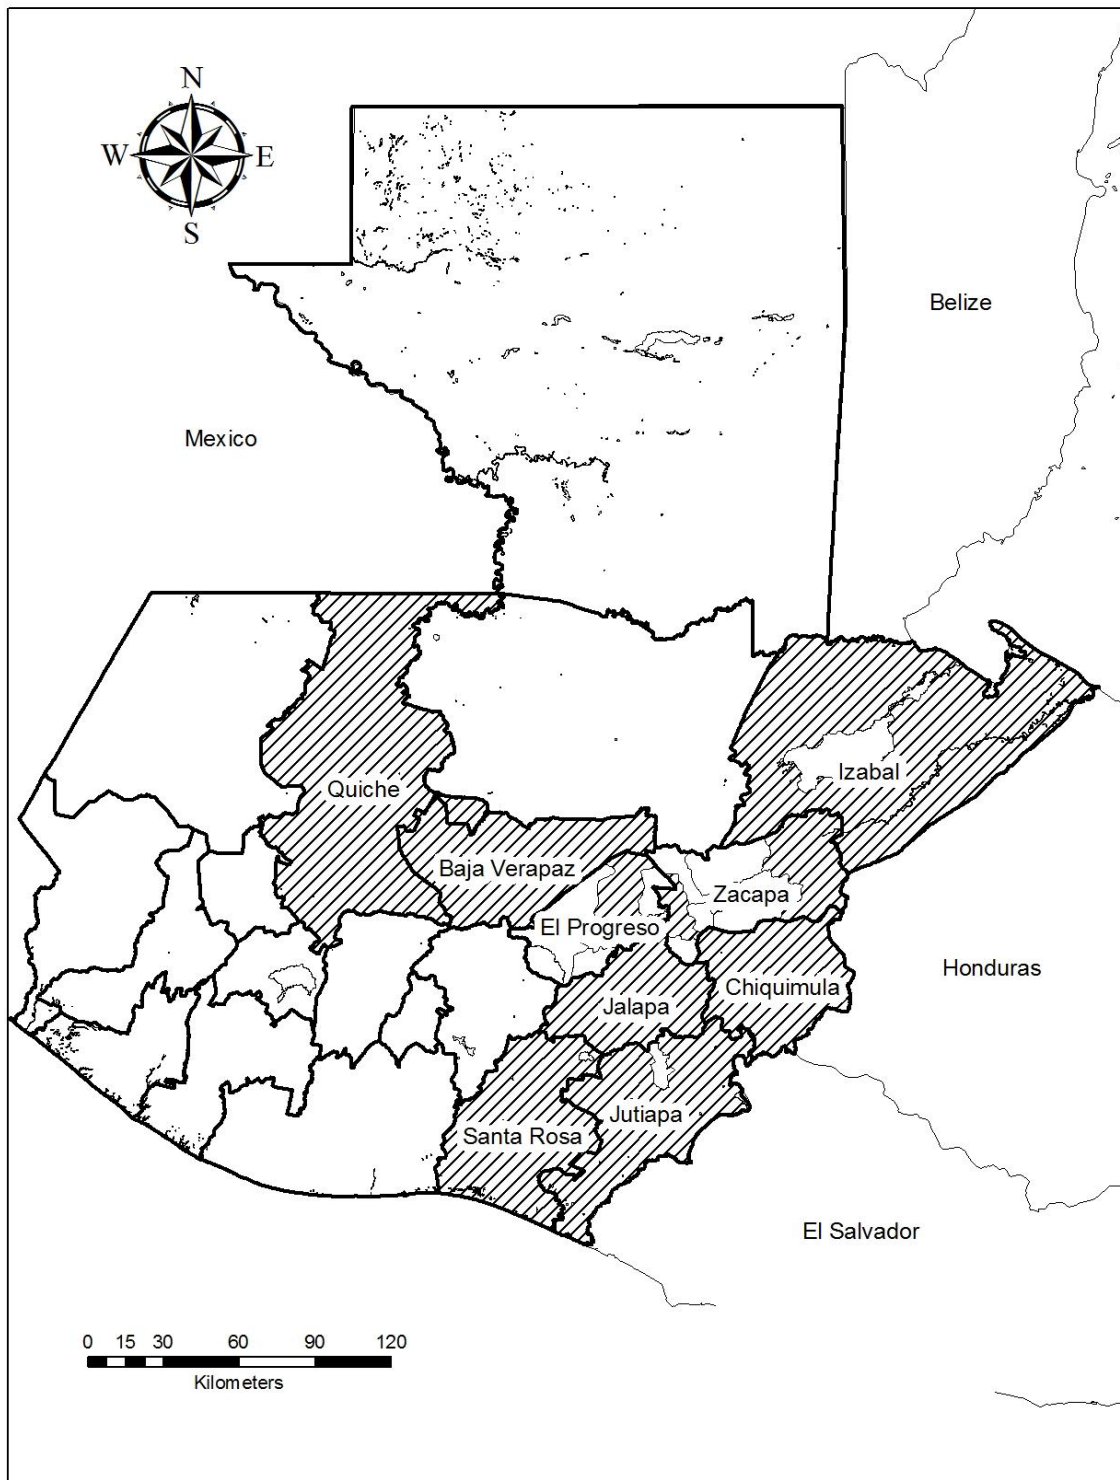 N
W E
S
Belize
Mexico
Izabal
Quiche
Baja Verapaz
Zacapa
El Progreso
Honduras
Chiquimula
Jalapa
Jutiapa
Santa Rosa
El Salvador
0 15 30 60 90 120
Kilometers